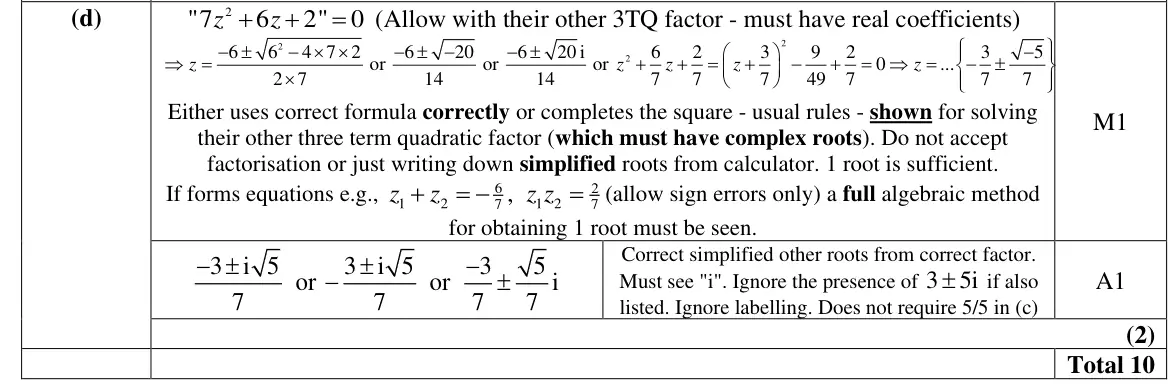 (d)
"7z² + 6z + 2" = 0 (Allow with their other 3TQ factor - must have real coefficients)
⇒ z = (−6 ± √(6² − 4×7×2))/(2×7) or (−6 ± √−20)/14 or (−6 ± √20 i)/14 or z² + 6/7 z + 2/7 = (z + 3/7)² − 9/49 + 2/7 = 0 ⇒ z = ...{−3/7 ± √−5/7}
Either uses correct formula correctly or completes the square - usual rules - shown for solving
their other three term quadratic factor (which must have complex roots). Do not accept
factorisation or just writing down simplified roots from calculator. 1 root is sufficient.
If forms equations e.g., z₁ + z₂ = −6/7, z₁z₂ = 2/7 (allow sign errors only) a full algebraic method
for obtaining 1 root must be seen.
M1
(−3 ± i√5)/7 or −(3 ± i√5)/7 or −3/7 ± √5/7 i
Correct simplified other roots from correct factor.
Must see "i". Ignore the presence of 3 ± 5i if also
listed. Ignore labelling. Does not require 5/5 in (c)
A1
(2)
Total 10